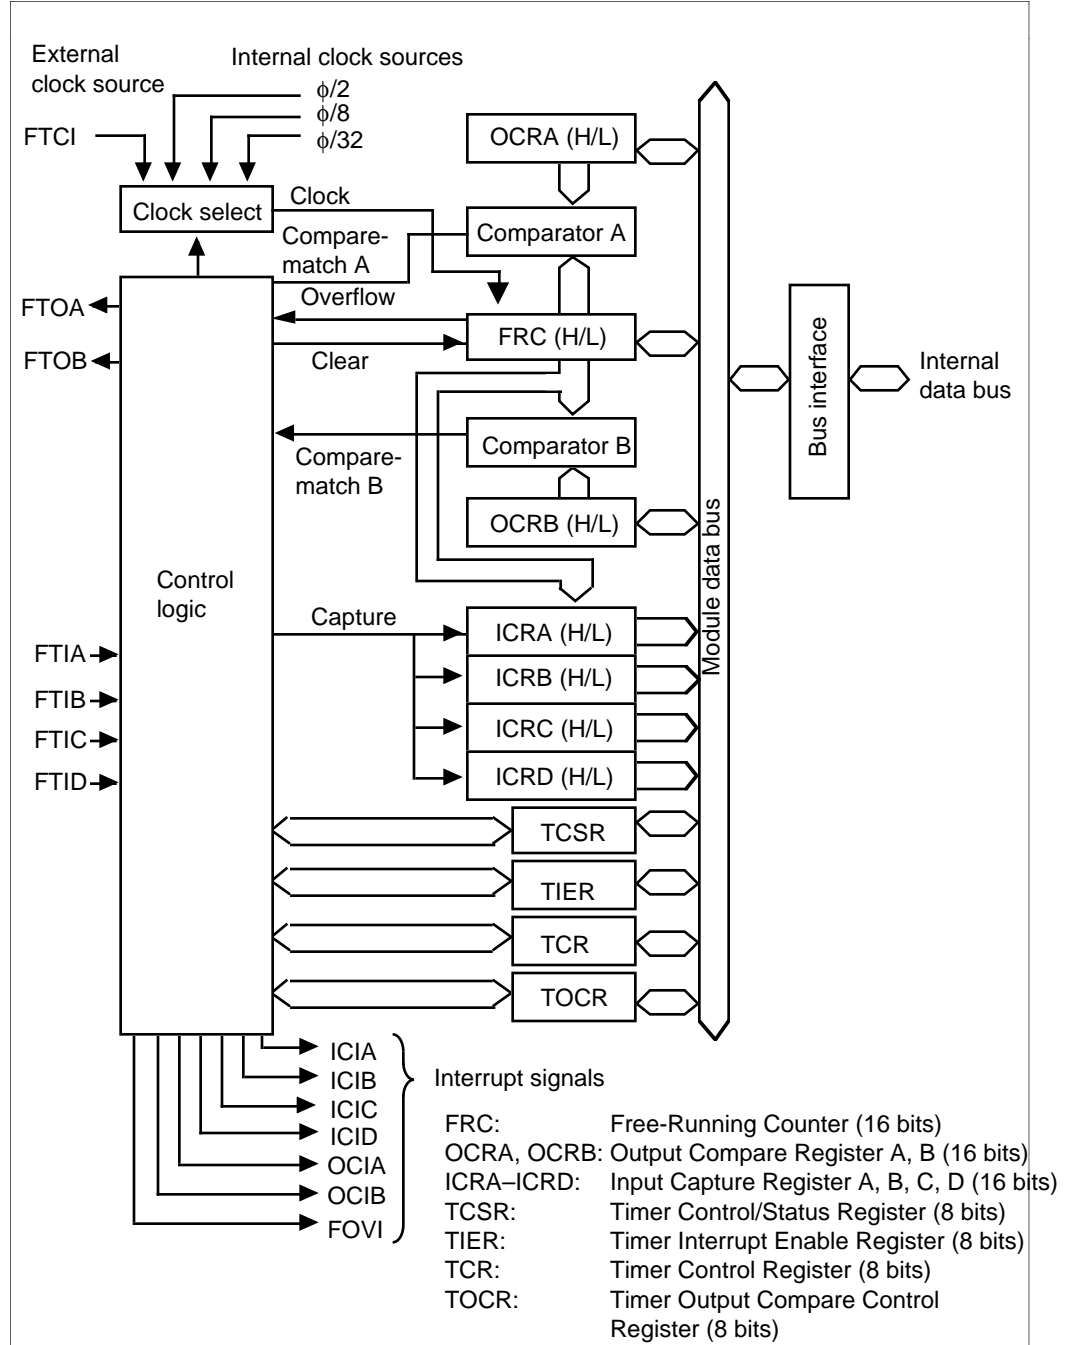 External
clock source
Internal clock sources
ϕ/2
ϕ/8
ϕ/32
FTCI
OCRA (H/L)
Clock select
Clock
Comparator A
Compare-
match A
FTOA
Overflow
FRC (H/L)
FTOB
Clear
Bus interface
Internal
data bus
Comparator B
Compare-
match B
OCRB (H/L)
Module data bus
Control
logic
Capture
ICRA (H/L)
FTIA
ICRB (H/L)
FTIB
ICRC (H/L)
FTIC
ICRD (H/L)
FTID
TCSR
TIER
TCR
TOCR
ICIA
ICIB
ICIC
ICID
OCIA
OCIB
FOVI
Interrupt signals
FRC: Free-Running Counter (16 bits)
OCRA, OCRB: Output Compare Register A, B (16 bits)
ICRA–ICRD: Input Capture Register A, B, C, D (16 bits)
TCSR: Timer Control/Status Register (8 bits)
TIER: Timer Interrupt Enable Register (8 bits)
TCR: Timer Control Register (8 bits)
TOCR: Timer Output Compare Control
Register (8 bits)